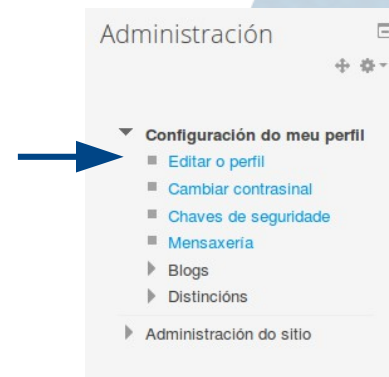 Administración
Configuración do meu perfil
Editar o perfil
Cambiar contrasinal
Chaves de seguridade
Mensaxería
Blogs
Distincións
Administración do sitio